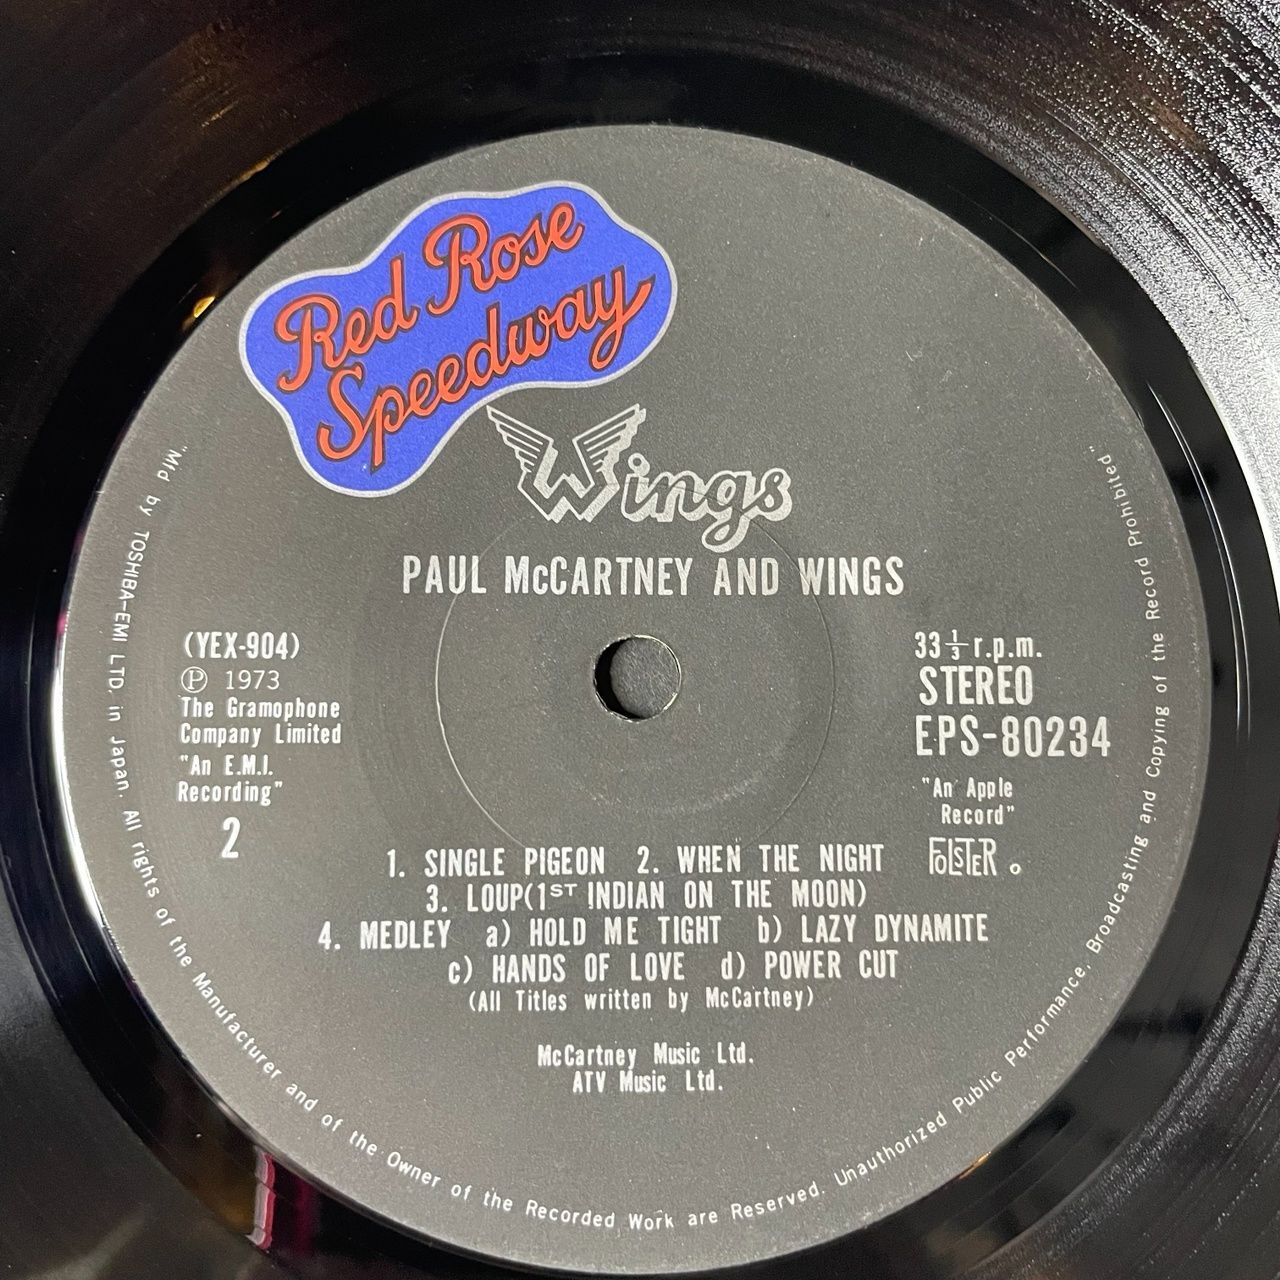 Red Rose
Speedway
Wings
PAUL McCARTNEY AND WINGS
(YEX-904)
Ⓟ 1973
The Gramophone
Company Limited
"An E.M.I.
Recording"
2
33⅓ r.p.m.
STEREO
EPS-80234
"An Apple
Record"
FOLSTER
1. SINGLE PIGEON 2. WHEN THE NIGHT
3. LOUP(1ST INDIAN ON THE MOON)
4. MEDLEY a) HOLD ME TIGHT b) LAZY DYNAMITE
c) HANDS OF LOVE d) POWER CUT
(All Titles written by McCartney)
McCartney Music Ltd.
ATV Music Ltd.
"M'd by TOSHIBA-EMI LTD. in Japan. All rights of the Manufacturer and of the Owner of the Recorded Work are Reserved. Unauthorized Public Performance, Broadcasting and Copying of the Record Prohibited"